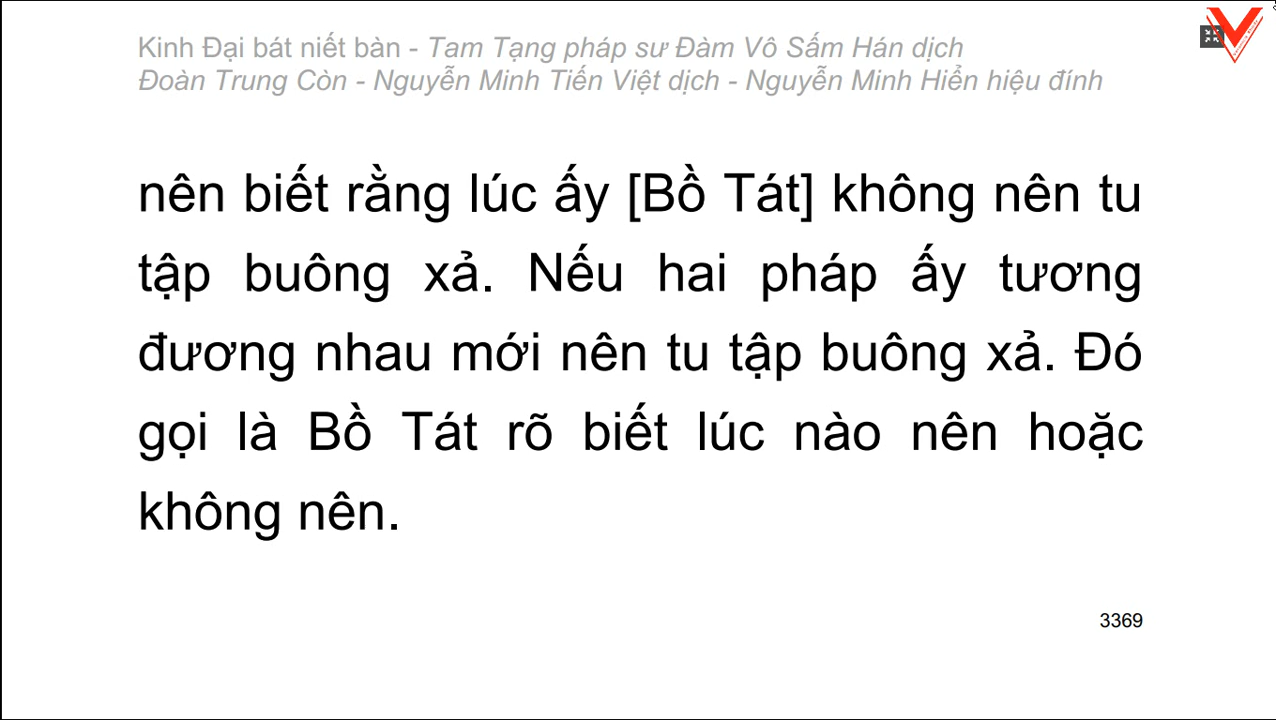 Kinh Đại bát niết bàn - Tam Tạng pháp sư Đàm Vô Sấm Hán dịch
Đoàn Trung Còn - Nguyễn Minh Tiến Việt dịch - Nguyễn Minh Hiển hiệu đính
nên biết rằng lúc ấy [Bồ Tát] không nên tu
tập buông xả. Nếu hai pháp ấy tương
đương nhau mới nên tu tập buông xả. Đó
gọi là Bồ Tát rõ biết lúc nào nên hoặc
không nên.
3369